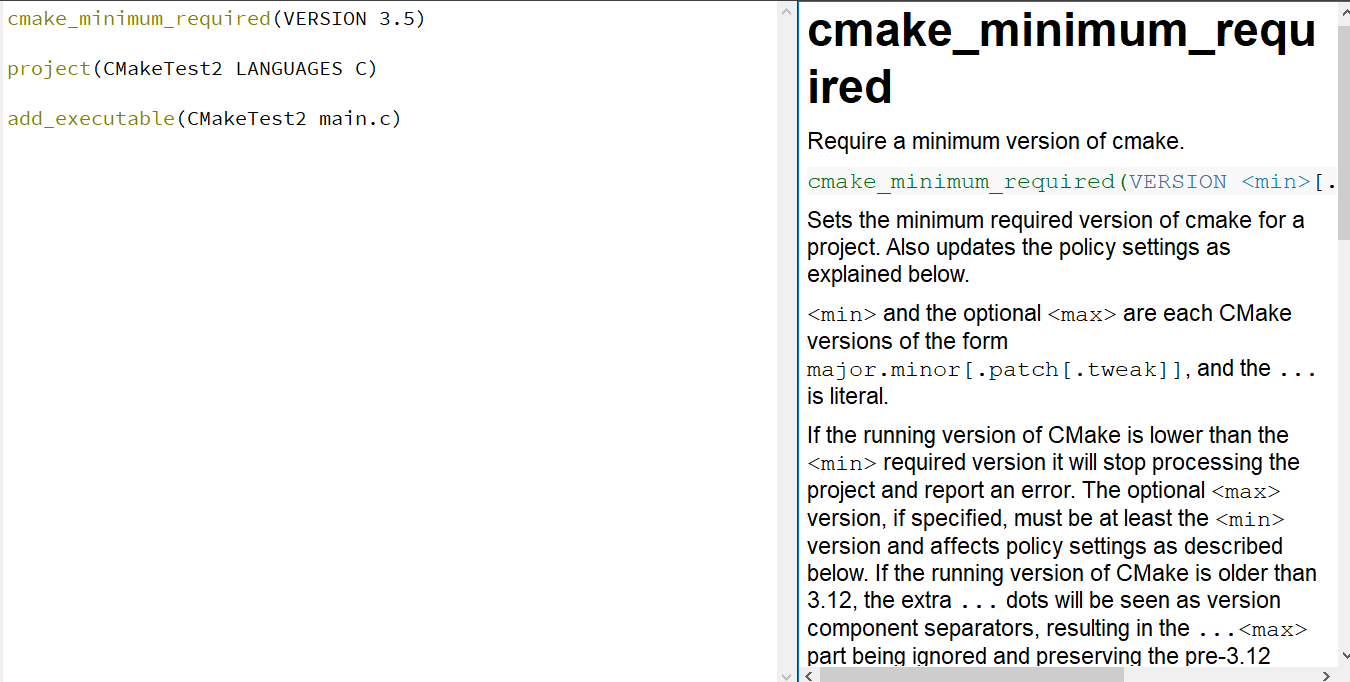 cmake_minimum_required(VERSION 3.5)
project(CMakeTest2 LANGUAGES C)
add_executable(CMakeTest2 main.c)
cmake_minimum_requ
ired
Require a minimum version of cmake.
cmake_minimum_required(VERSION <min>[.
Sets the minimum required version of cmake for a
project. Also updates the policy settings as
explained below.
<min> and the optional <max> are each CMake
versions of the form
major.minor[.patch[.tweak]], and the ...
is literal.
If the running version of CMake is lower than the
<min> required version it will stop processing the
project and report an error. The optional <max>
version, if specified, must be at least the <min>
version and affects policy settings as described
below. If the running version of CMake is older than
3.12, the extra ... dots will be seen as version
component separators, resulting in the ...<max>
part being ignored and preserving the pre-3.12